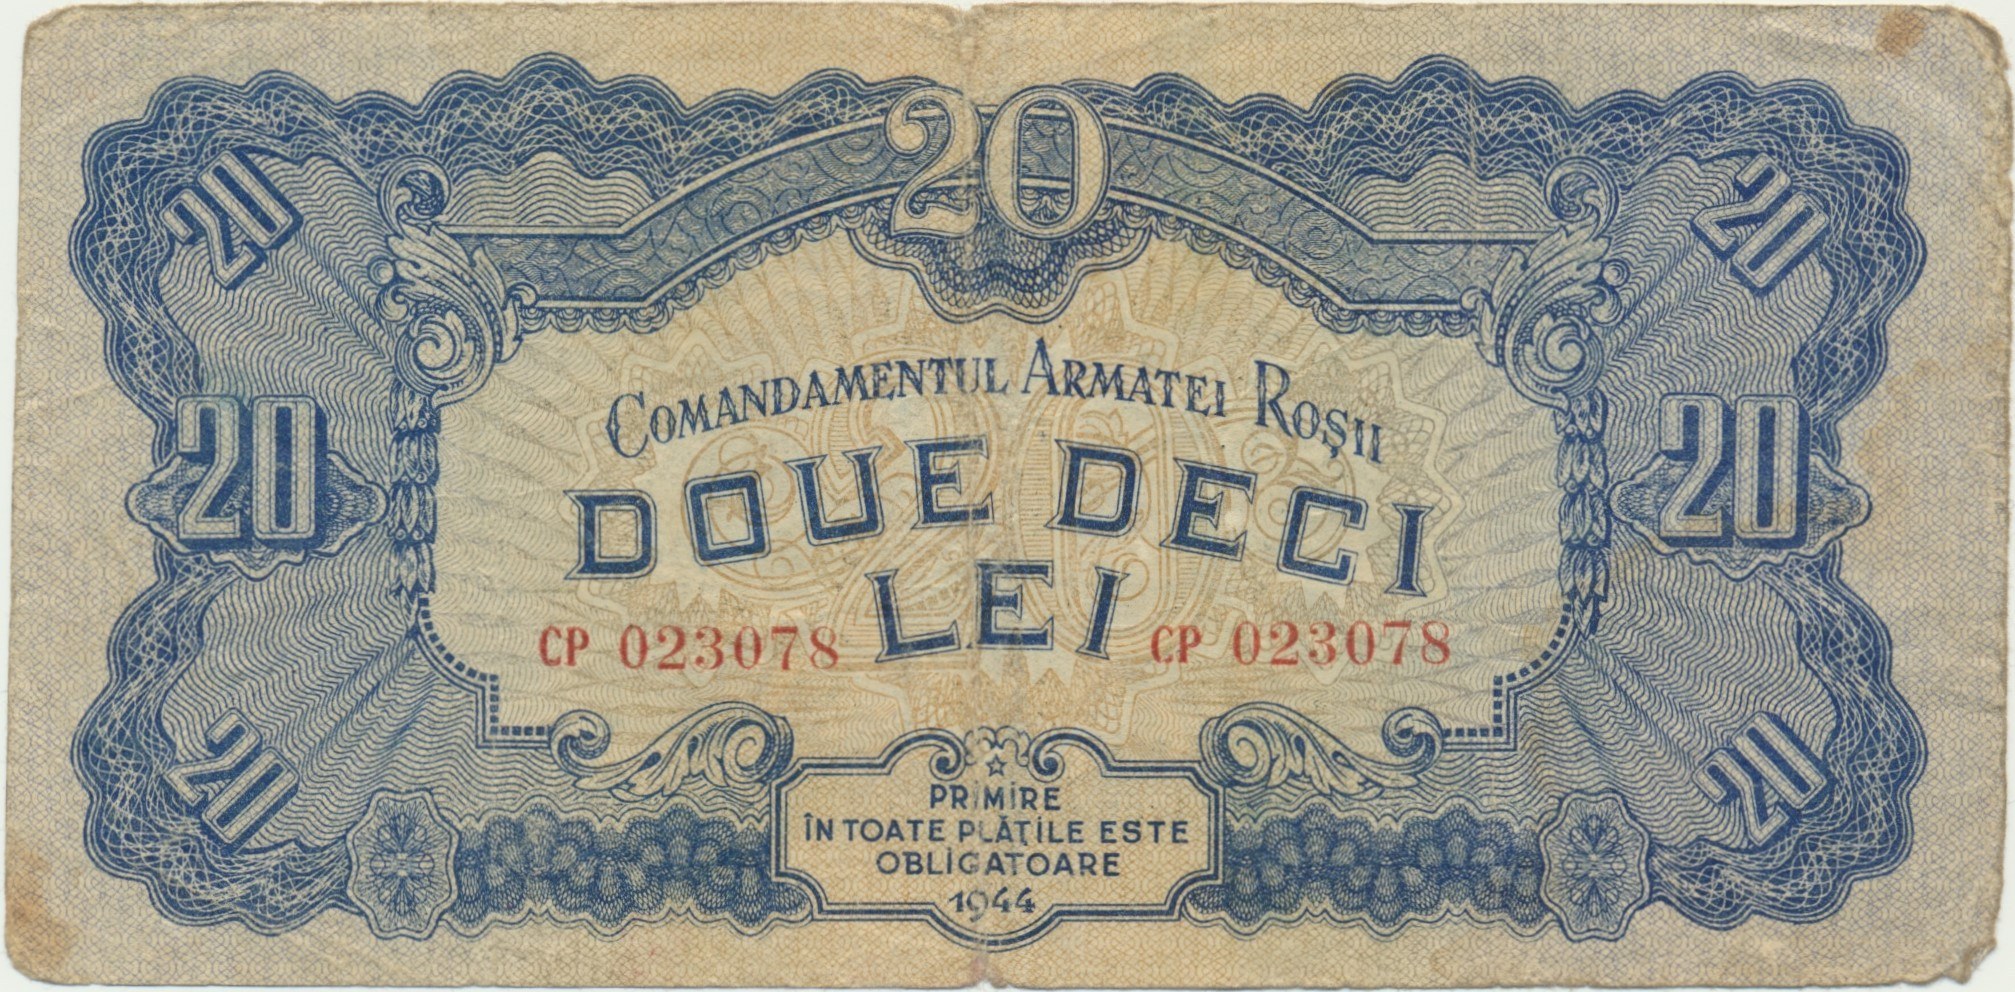 20
20 20
COMANDAMENTUL ARMATEI ROȘII
DOUE DECI
20 20
LEI
CP 023078 CP 023078
20 20
PRIMIRE
ÎN TOATE PLĂȚILE ESTE
OBLIGATOARE
1944